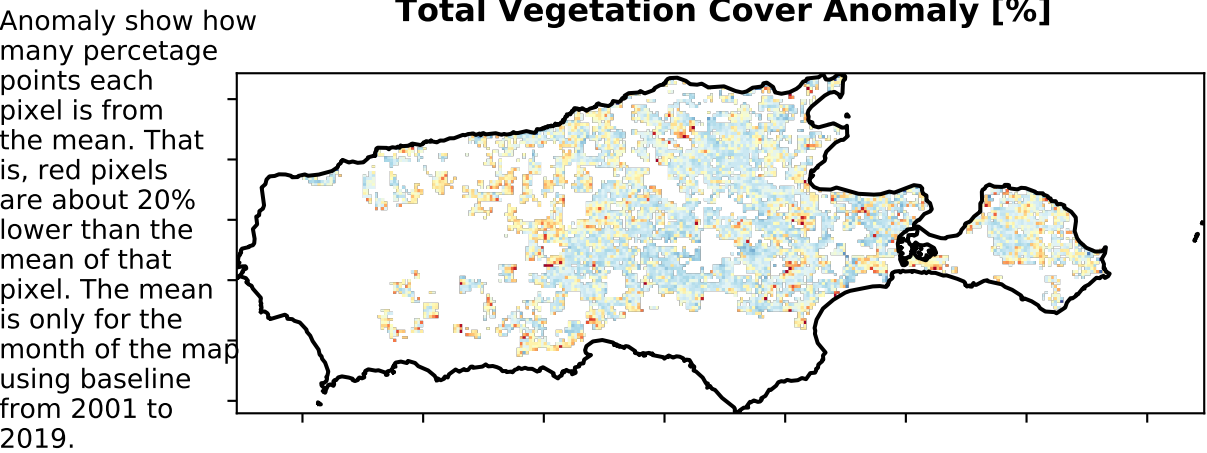 Total Vegetation Cover Anomaly [%]
Anomaly show how
many percetage
points each
pixel is from
the mean. That
is, red pixels
are about 20%
lower than the
mean of that
pixel. The mean
is only for the
month of the map
using baseline
from 2001 to
2019.